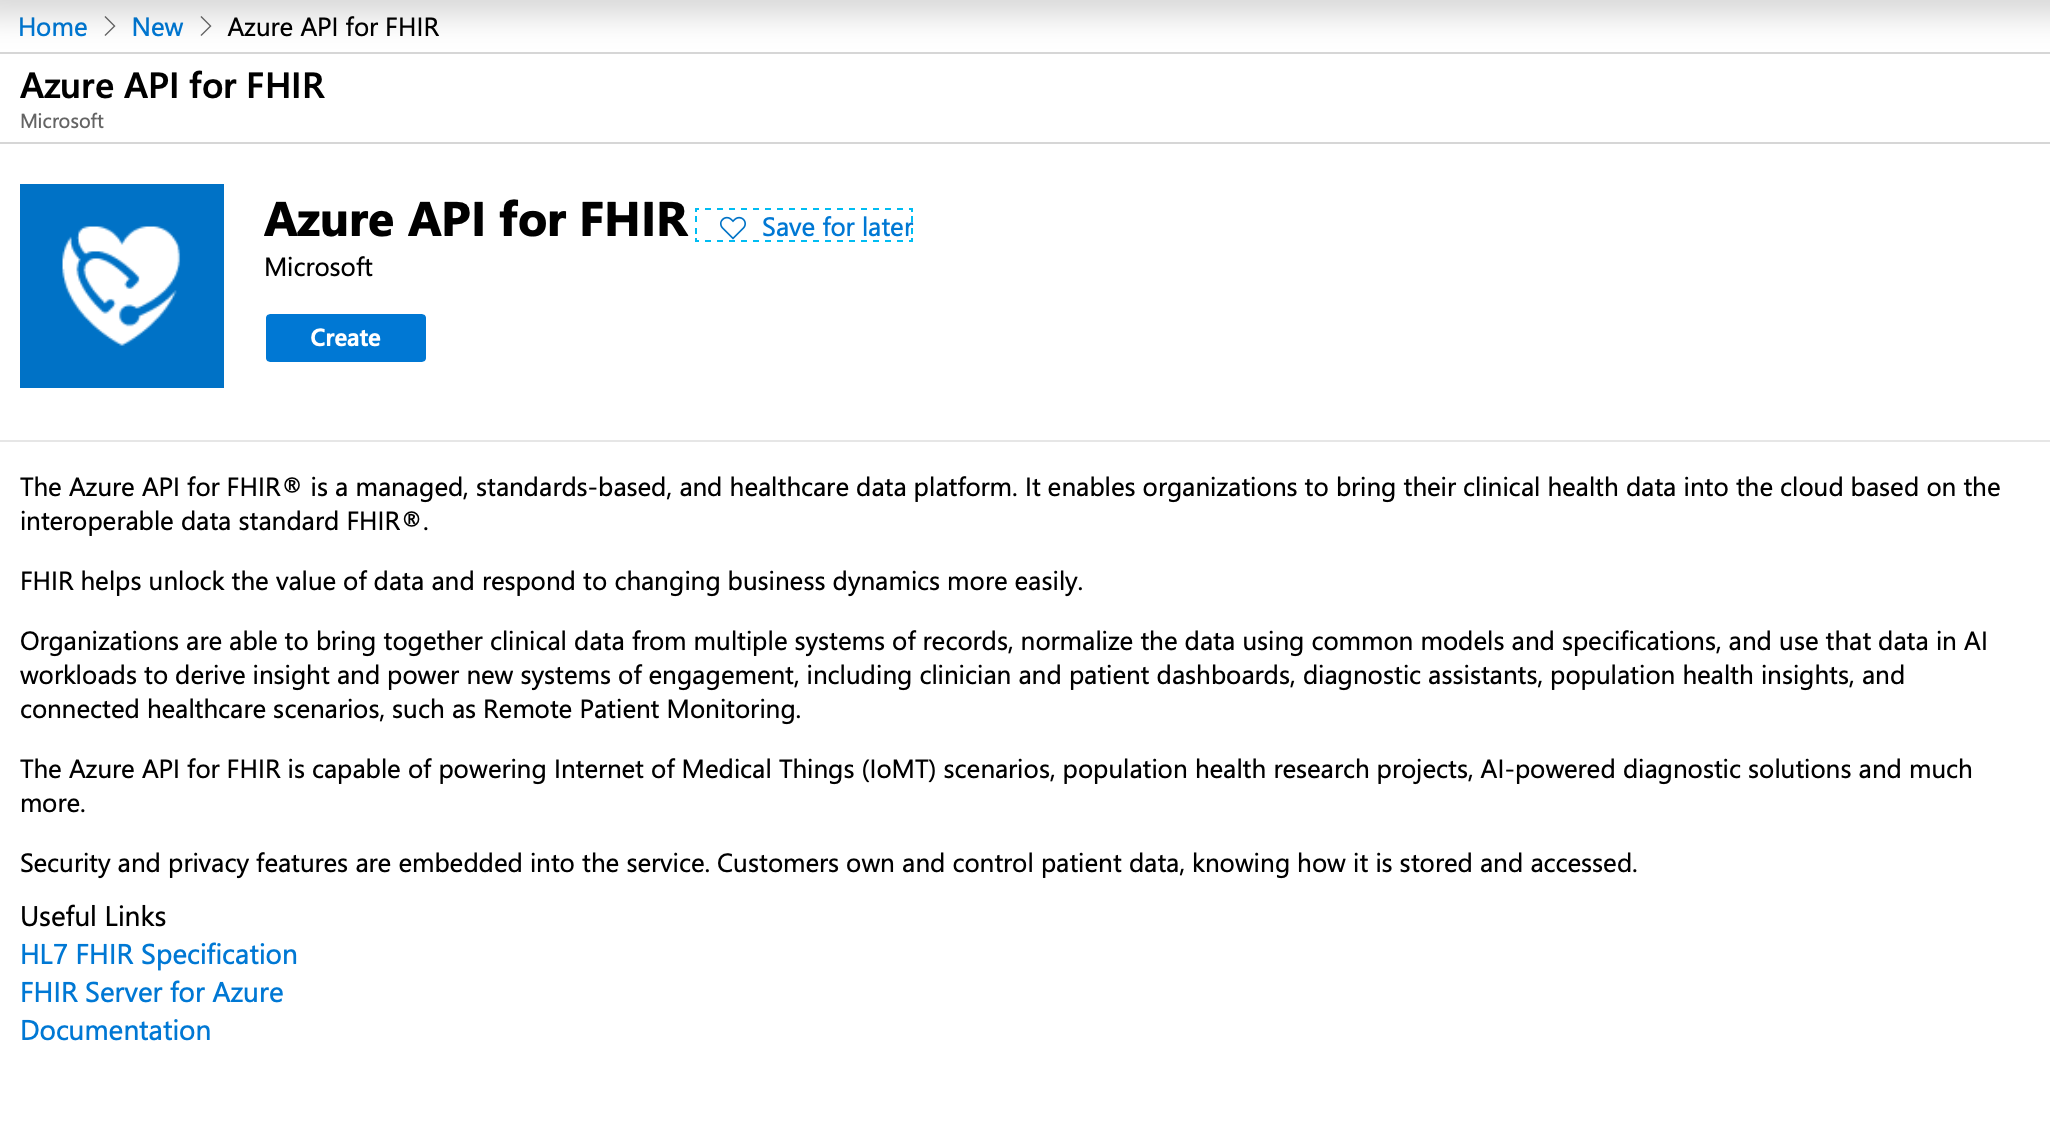 Home > New > Azure API for FHIR
Azure API for FHIR
Microsoft
Azure API for FHIR
Save for later
Microsoft
Create
The Azure API for FHIR® is a managed, standards-based, and healthcare data platform. It enables organizations to bring their clinical health data into the cloud based on the
interoperable data standard FHIR®.
FHIR helps unlock the value of data and respond to changing business dynamics more easily.
Organizations are able to bring together clinical data from multiple systems of records, normalize the data using common models and specifications, and use that data in AI
workloads to derive insight and power new systems of engagement, including clinician and patient dashboards, diagnostic assistants, population health insights, and
connected healthcare scenarios, such as Remote Patient Monitoring.
The Azure API for FHIR is capable of powering Internet of Medical Things (IoMT) scenarios, population health research projects, AI-powered diagnostic solutions and much
more.
Security and privacy features are embedded into the service. Customers own and control patient data, knowing how it is stored and accessed.
Useful Links
HL7 FHIR Specification
FHIR Server for Azure
Documentation